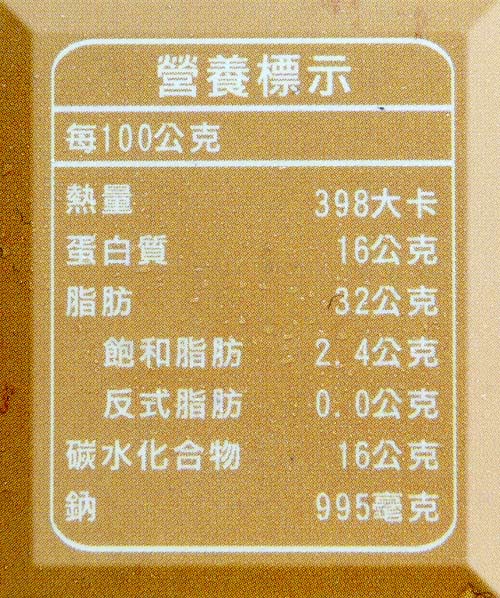 營養標示
每100公克
熱量 398大卡
蛋白質 16公克
脂肪 32公克
飽和脂肪 2.4公克
反式脂肪 0.0公克
碳水化合物 16公克
鈉 995毫克